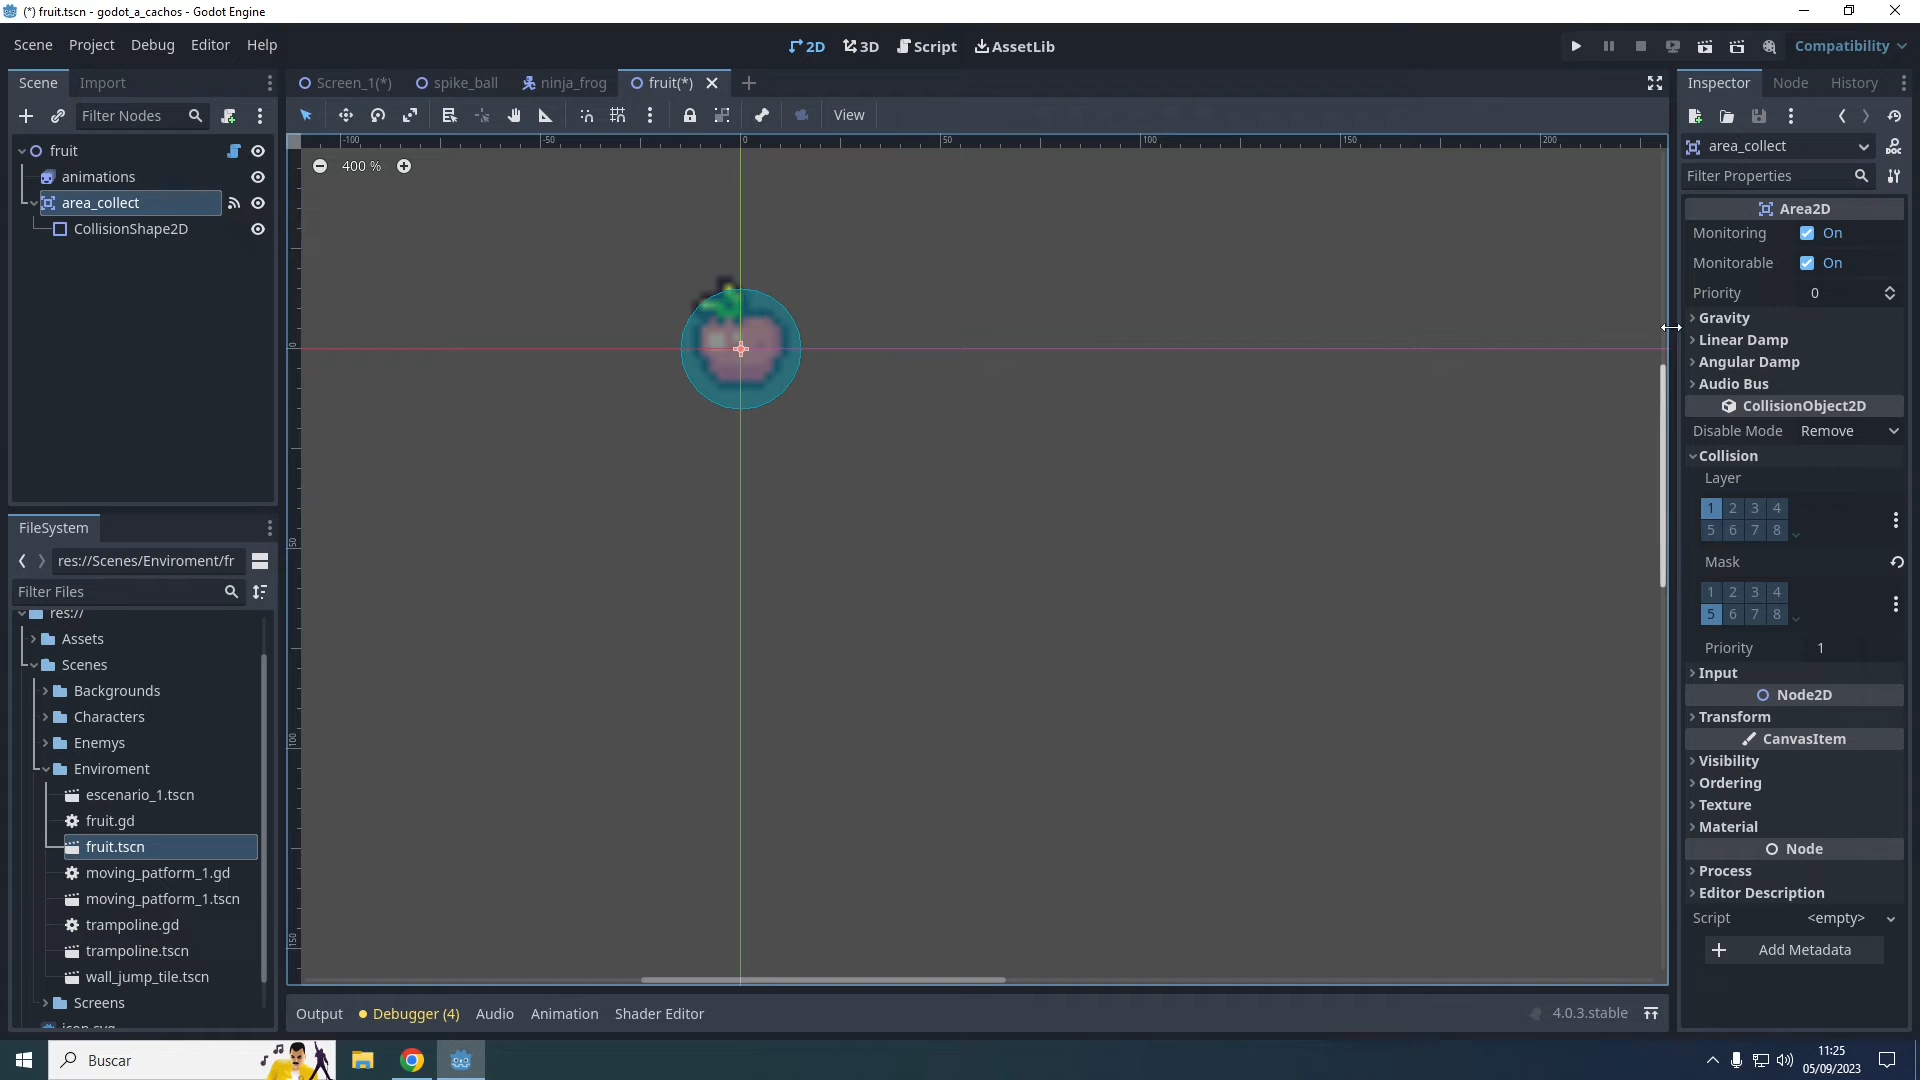 (*) fruit.tscn - godot_a_cachos - Godot Engine
Scene Project Debug Editor Help
2D 3D Script AssetLib
Compatibility
Scene Import
Screen_1(*) spike_ball ninja_frog fruit(*)
Inspector Node History
Filter Nodes
View
fruit
animations
area_collect
CollisionShape2D
-100 -50 0 50 100 150 200
400 %
0
50
100
150
area_collect
Filter Properties
Area2D
Monitoring On
Monitorable On
Priority 0
Gravity
Linear Damp
Angular Damp
Audio Bus
CollisionObject2D
Disable Mode Remove
Collision
Layer
1 2 3 4
5 6 7 8
Mask
1 2 3 4
5 6 7 8
Priority 1
Input
Node2D
Transform
CanvasItem
Visibility
Ordering
Texture
Material
Node
Process
Editor Description
Script <empty>
Add Metadata
FileSystem
res://Scenes/Enviroment/fr
Filter Files
res://
Assets
Scenes
Backgrounds
Characters
Enemys
Enviroment
escenario_1.tscn
fruit.gd
fruit.tscn
moving_patform_1.gd
moving_patform_1.tscn
trampoline.gd
trampoline.tscn
wall_jump_tile.tscn
Screens
icon.svg
Output Debugger (4) Audio Animation Shader Editor
4.0.3.stable
Buscar
11:25
05/09/2023